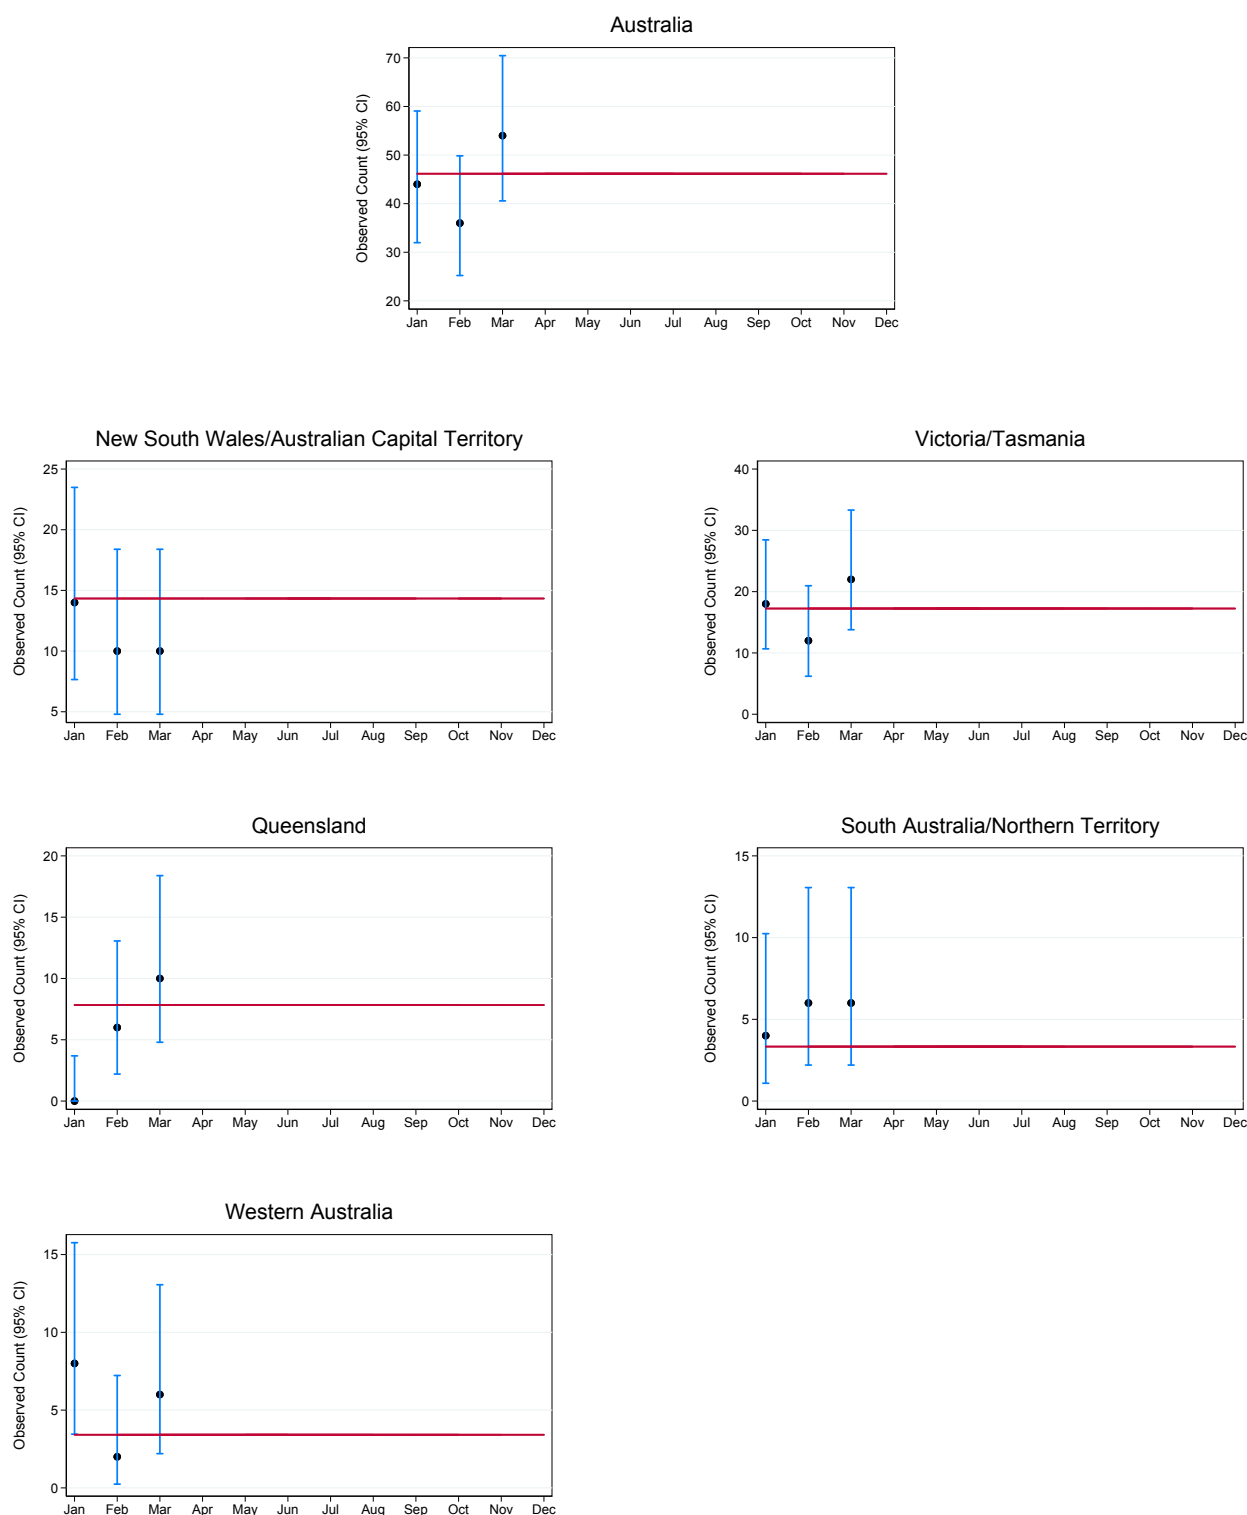 Australia
Observed Count (95% CI)
70
60
50
40
30
20
Jan Feb Mar Apr May Jun Jul Aug Sep Oct Nov Dec
New South Wales/Australian Capital Territory
Observed Count (95% CI)
25
20
15
10
5
Jan Feb Mar Apr May Jun Jul Aug Sep Oct Nov Dec
Victoria/Tasmania
Observed Count (95% CI)
40
30
20
10
0
Jan Feb Mar Apr May Jun Jul Aug Sep Oct Nov Dec
Queensland
Observed Count (95% CI)
20
15
10
5
0
Jan Feb Mar Apr May Jun Jul Aug Sep Oct Nov Dec
South Australia/Northern Territory
Observed Count (95% CI)
15
10
5
0
Jan Feb Mar Apr May Jun Jul Aug Sep Oct Nov Dec
Western Australia
Observed Count (95% CI)
15
10
5
0
Jan Feb Mar Apr May Jun Jul Aug Sep Oct Nov Dec